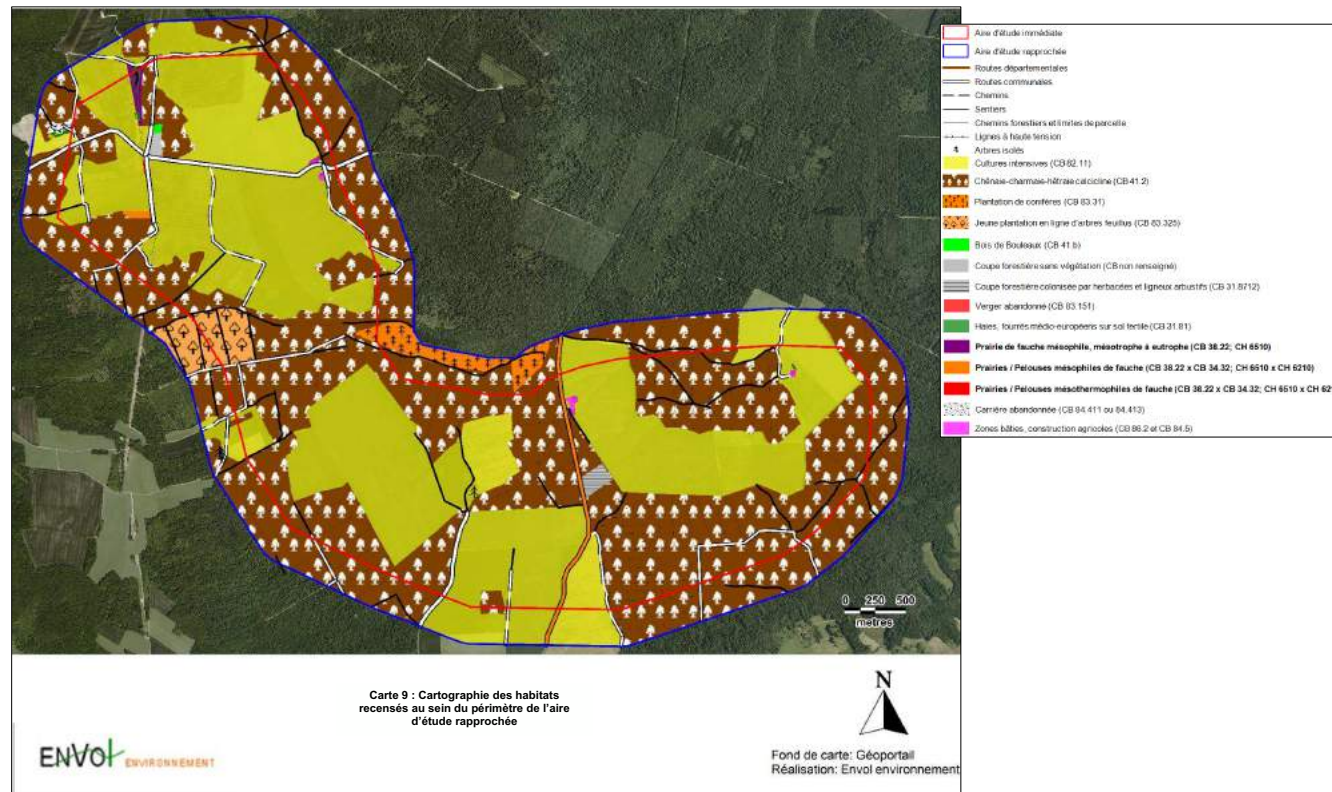 Aire d'étude immédiate
Aire d'étude rapprochée
Routes départementales
Routes communales
Chemins
Sentiers
Chemins forestiers et limites de parcelle
Lignes à haute tension
Arbres isolés
Cultures intensives (CB 82.11)
Chênaie-charmaie-hêtraie calcicline (CB 41.2)
Plantation de conifères (CB 83.31)
Jeune plantation en ligne d'arbres feuillus (CB 83.325)
Bois de Bouleaux (CB 41.b)
Coupe forestière sans végétation (CB non renseigné)
Coupe forestière colonisée par herbacées et ligneux arbustifs (CB 31.8712)
Verger abandonné (CB 83.151)
Haies, fourrés médio-européens sur sol fertile (CB 31.81)
Prairie de fauche mésophile, mésotrophe à eutrophe (CB 38.22; CH 6510)
Prairies / Pelouses mésophiles de fauche (CB 38.22 x CB 34.32; CH 6510 x CH 6210)
Prairies / Pelouses mésothermophiles de fauche (CB 38.22 x CB 34.32; CH 6510 x CH 62
Carrière abandonnée (CB 84.411 ou 84.413)
Zones bâties, construction agricoles (CB 86.2 et CB 84.5)
0 250 500
metres
Carte 9 : Cartographie des habitats
recensés au sein du périmètre de l'aire
d'étude rapprochée
N
ENVOL ENVIRONNEMENT
Fond de carte: Géoportail
Réalisation: Envol environnement